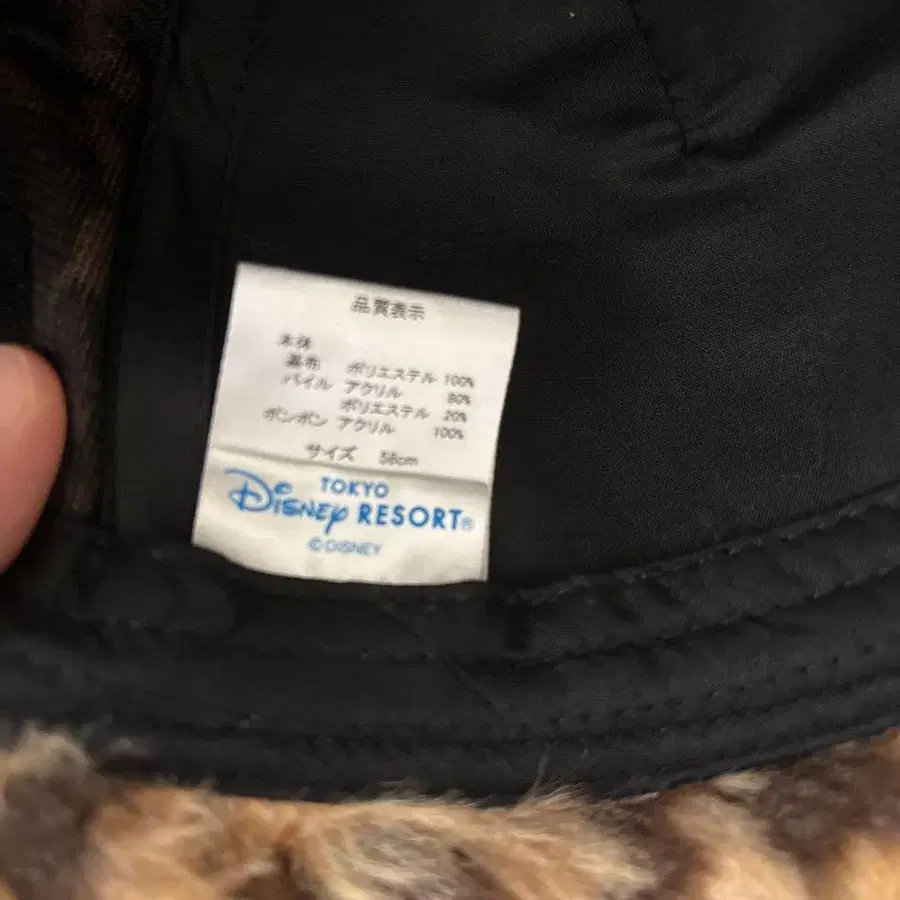 品質表示
本体
基布 ポリエステル 100%
パイル アクリル 80%
ポリエステル 20%
ポンポン アクリル 100%
サイズ 58cm
TOKYO
Disney RESORT®
©DISNEY